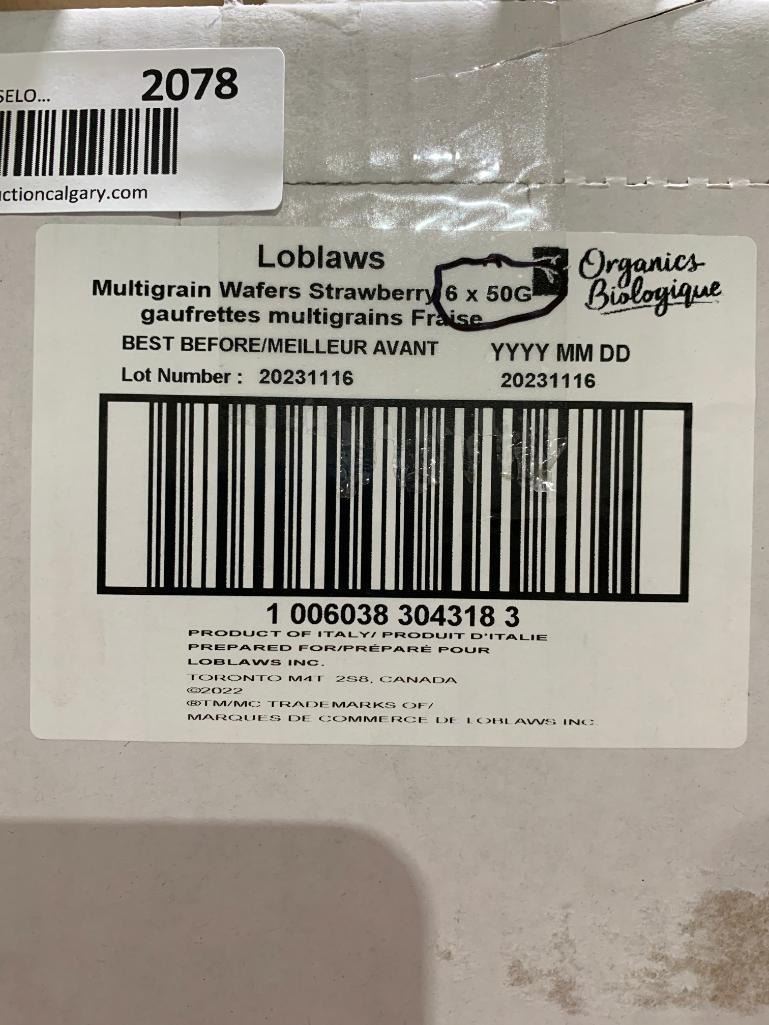 SELO... 2078
uctioncalgary.com
Loblaws
Organics
Biologique
Multigrain Wafers Strawberry 6 x 50G
gaufrettes multigrains Fraise
BEST BEFORE/MEILLEUR AVANT YYYY MM DD
Lot Number : 20231116 20231116
1 006038 304318 3
PRODUCT OF ITALY/ PRODUIT D'ITALIE
PREPARED FOR/PRÉPARÉ POUR
LOBLAWS INC.
TORONTO M4T 2S8, CANADA
©2022
®TM/MC TRADEMARKS OF/
MARQUES DE COMMERCE DE LOBLAWS INC.